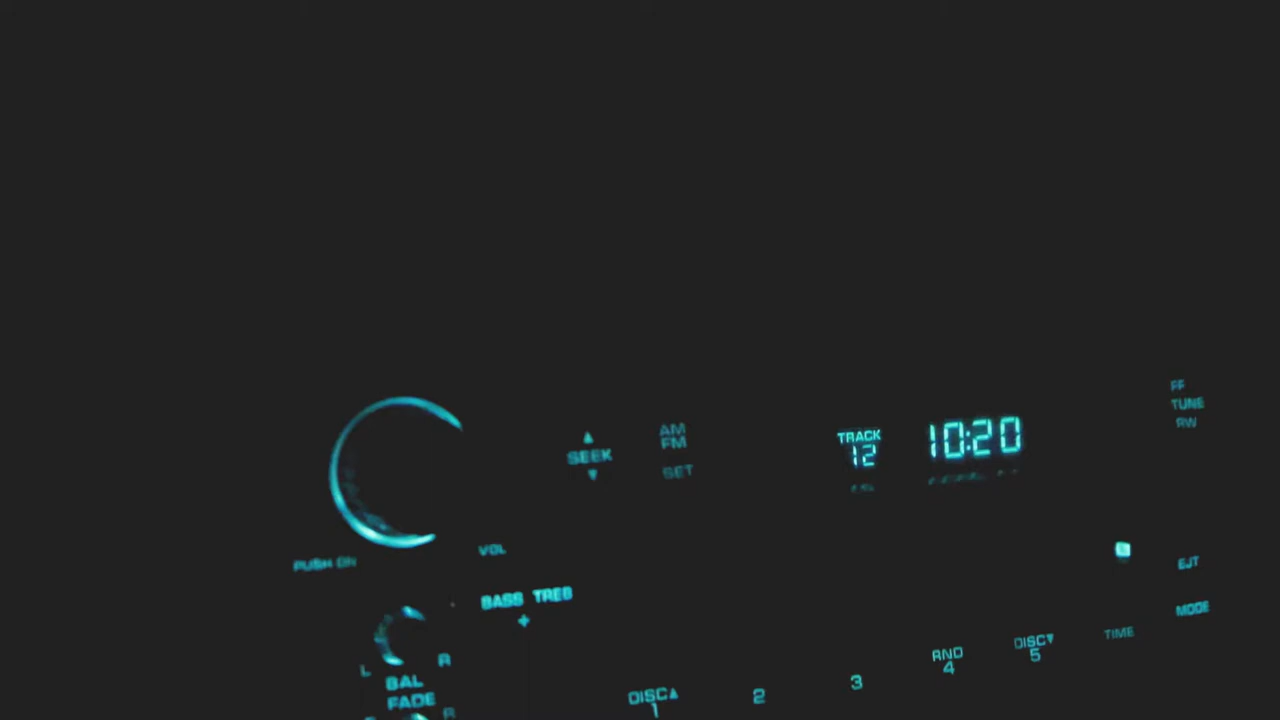 FF
TUNE
RW
▲
SEEK
▼
AM
FM
SET
TRACK
12
10:20
PUSH ON
VOL
EJT
BASS TREB
+
MODE
TIME
DISC▼
5
RND
4
L R
BAL
FADE
R
3
2
DISC▲
1